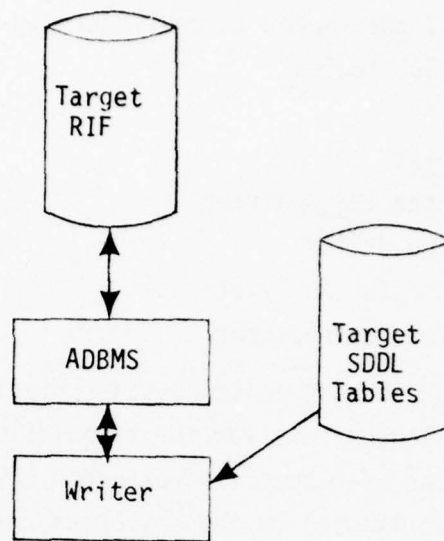 Target
RIF
ADBMS
Target
SDDL
Tables
Writer